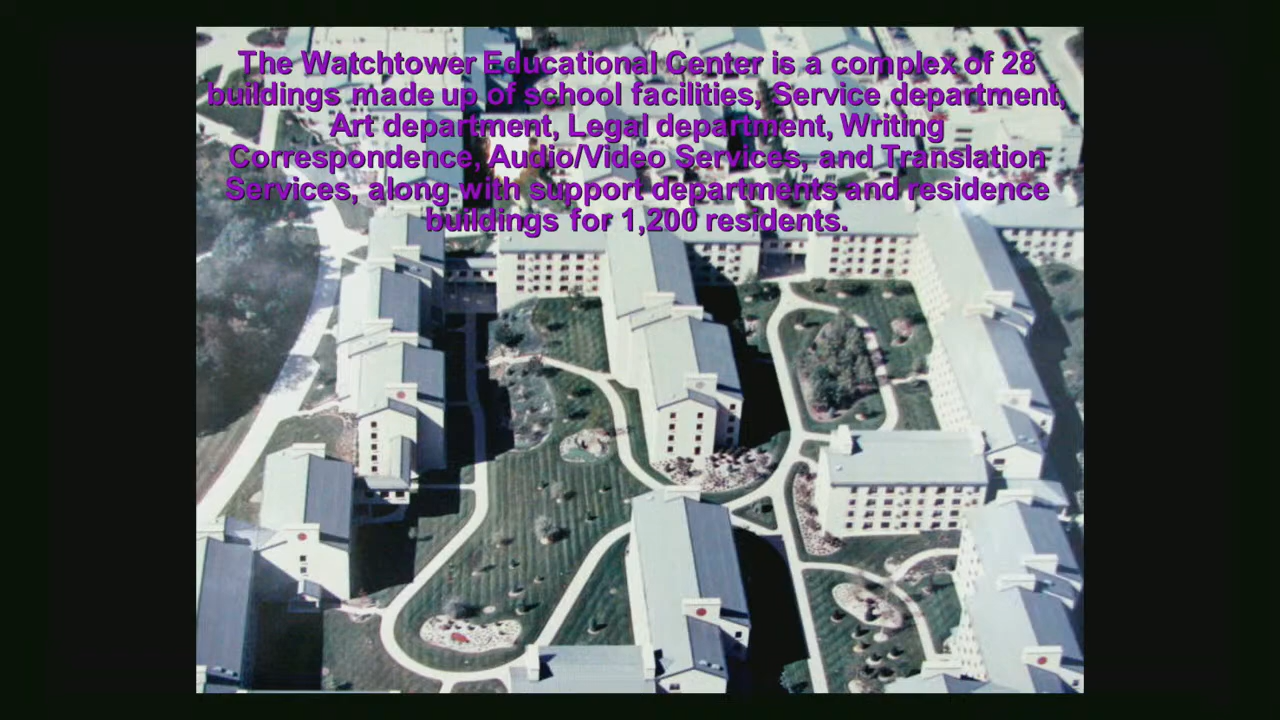 The Watchtower Educational Center is a complex of 28
buildings made up of school facilities, Service department,
Art department, Legal department, Writing
Correspondence, Audio/Video Services, and Translation
Services, along with support departments and residence
buildings for 1,200 residents.